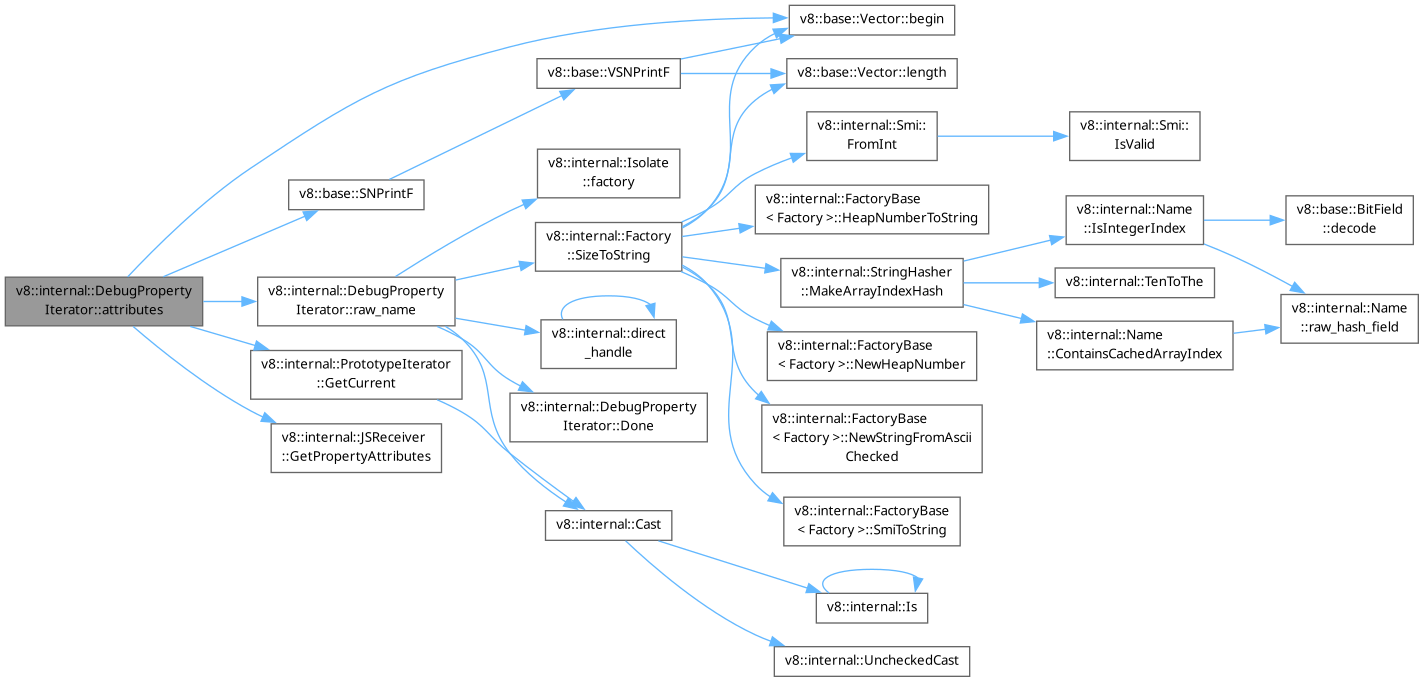 v8::internal::DebugProperty
Iterator::attributes
v8::base::SNPrintF
v8::internal::DebugProperty
Iterator::raw_name
v8::internal::PrototypeIterator
::GetCurrent
v8::internal::JSReceiver
::GetPropertyAttributes
v8::base::VSNPrintF
v8::internal::Isolate
::factory
v8::internal::Factory
::SizeToString
v8::internal::direct
_handle
v8::internal::DebugProperty
Iterator::Done
v8::internal::Cast
v8::base::Vector::begin
v8::base::Vector::length
v8::internal::Smi::
FromInt
v8::internal::FactoryBase
< Factory >::HeapNumberToString
v8::internal::StringHasher
::MakeArrayIndexHash
v8::internal::FactoryBase
< Factory >::NewHeapNumber
v8::internal::FactoryBase
< Factory >::NewStringFromAscii
Checked
v8::internal::FactoryBase
< Factory >::SmiToString
v8::internal::Is
v8::internal::UncheckedCast
v8::internal::Smi::
IsValid
v8::internal::Name
::IsIntegerIndex
v8::internal::TenToThe
v8::internal::Name
::ContainsCachedArrayIndex
v8::base::BitField
::decode
v8::internal::Name
::raw_hash_field